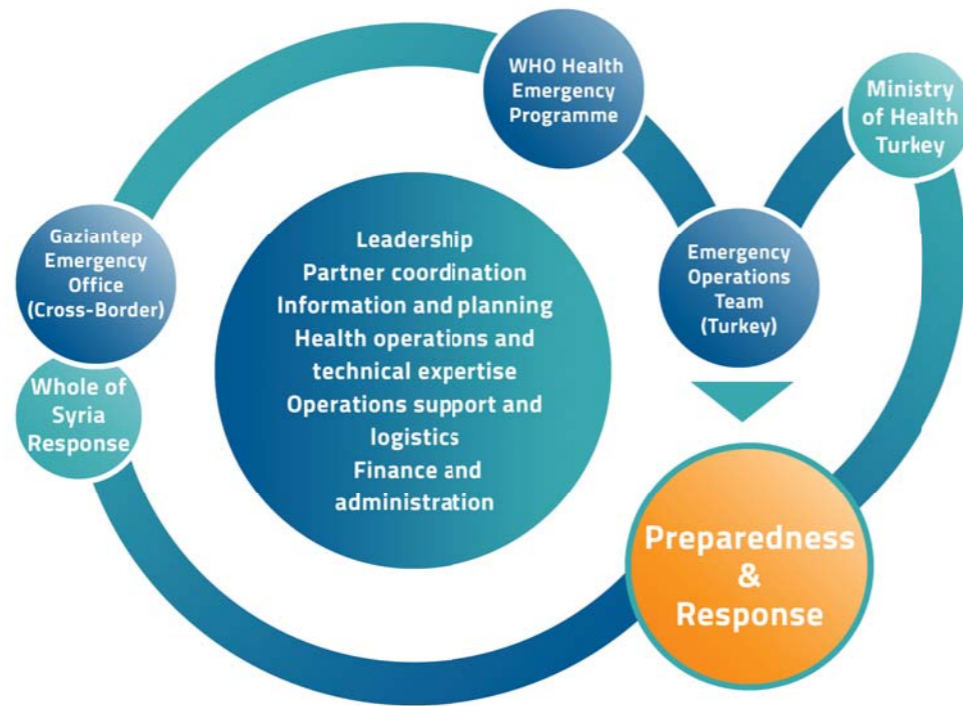 WHO Health
Emergency
Programme
Ministry
of Health
Turkey
Gaziantep
Emergency
Office
(Cross-Border)
Leadership
Partner coordination
Information and planning
Health operations and
technical expertise
Operations support and
logistics
Finance and
administration
Emergency
Operations
Team
(Turkey)
Whole of
Syria
Response
Preparedness
&
Response